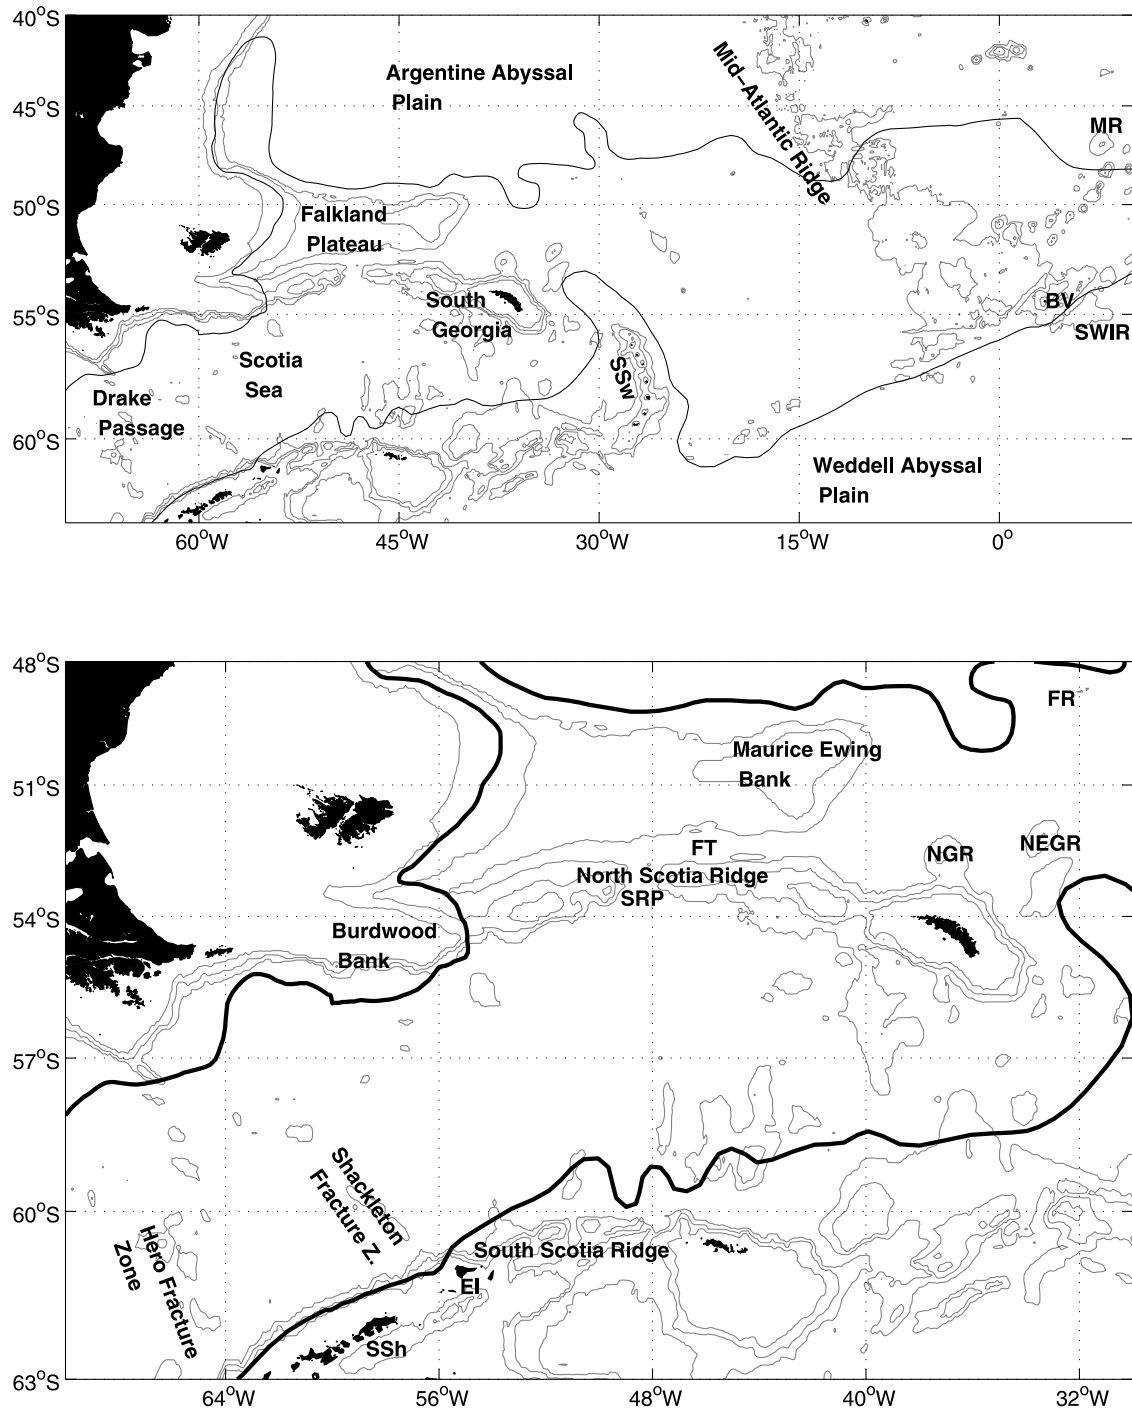 40°S
45°S
50°S
55°S
60°S
Argentine Abyssal
Plain
Mid-Atlantic Ridge
MR
Falkland
Plateau
South
Georgia
BV
SWIR
Scotia
Sea
SSw
Drake
Passage
Weddell Abyssal
Plain
60°W
45°W
30°W
15°W
0°
48°S
51°S
54°S
57°S
60°S
63°S
FR
Maurice Ewing
Bank
FT
NGR
NEGR
North Scotia Ridge
SRP
Burdwood
Bank
Shackleton
Fracture Z.
Hero Fracture
Zone
South Scotia Ridge
EI
SSh
64°W
56°W
48°W
40°W
32°W